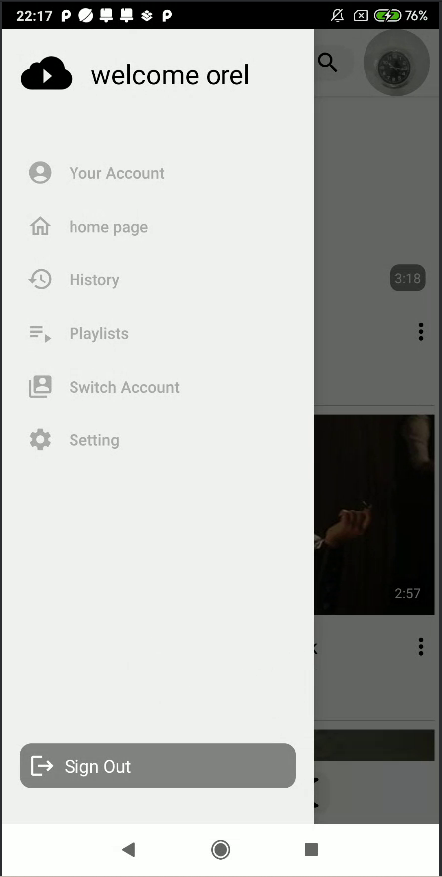 22:17 76%
welcome orel
Your Account
home page
History
3:18
Playlists
Switch Account
Setting
2:57
Sign Out